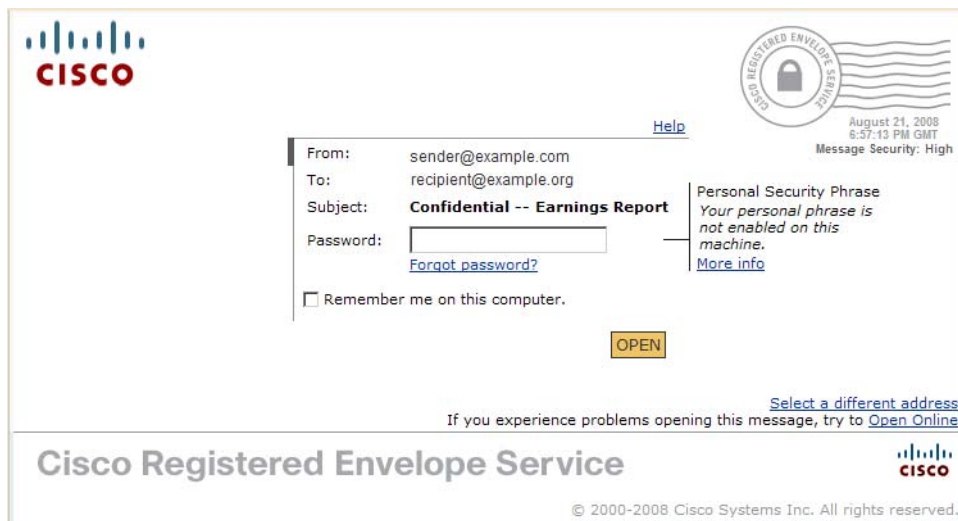 CISCO
CISCO REGISTERED ENVELOPE SERVICE
August 21, 2008
6:57:13 PM GMT
Message Security: High
Help
From: sender@example.com
To: recipient@example.org
Subject: Confidential -- Earnings Report
Password:
Forgot password?
Remember me on this computer.
Personal Security Phrase
Your personal phrase is
not enabled on this
machine.
More info
OPEN
Select a different address
If you experience problems opening this message, try to Open Online
Cisco Registered Envelope Service
CISCO
© 2000-2008 Cisco Systems Inc. All rights reserved.